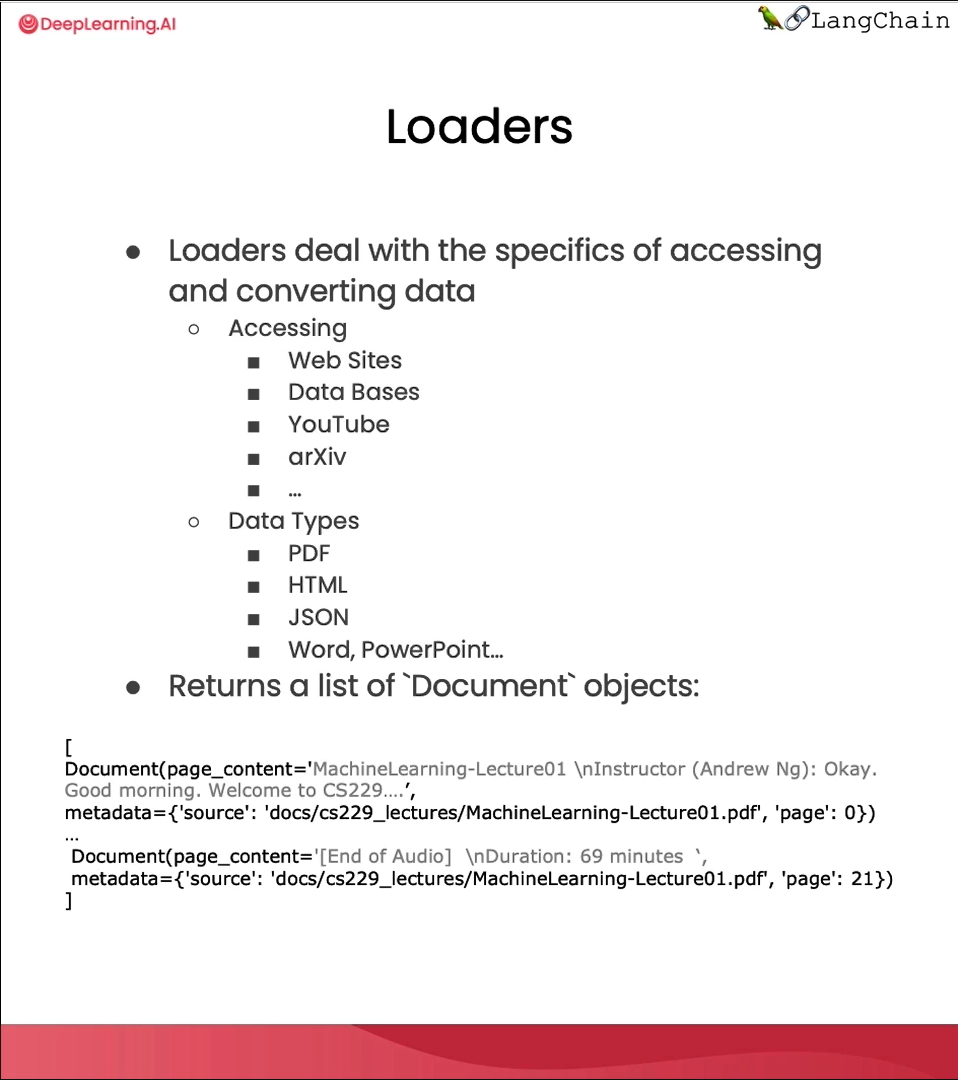 DeepLearning.AI
LangChain
Loaders
● Loaders deal with the specifics of accessing
and converting data
○ Accessing
■ Web Sites
■ Data Bases
■ YouTube
■ arXiv
■ ...
○ Data Types
■ PDF
■ HTML
■ JSON
■ Word, PowerPoint...
● Returns a list of `Document` objects:
[
Document(page_content='MachineLearning-Lecture01 \nInstructor (Andrew Ng): Okay.
Good morning. Welcome to CS229....’,
metadata={'source': 'docs/cs229_lectures/MachineLearning-Lecture01.pdf', 'page': 0})
...
Document(page_content='[End of Audio] \nDuration: 69 minutes ‘,
metadata={'source': 'docs/cs229_lectures/MachineLearning-Lecture01.pdf', 'page': 21})
]